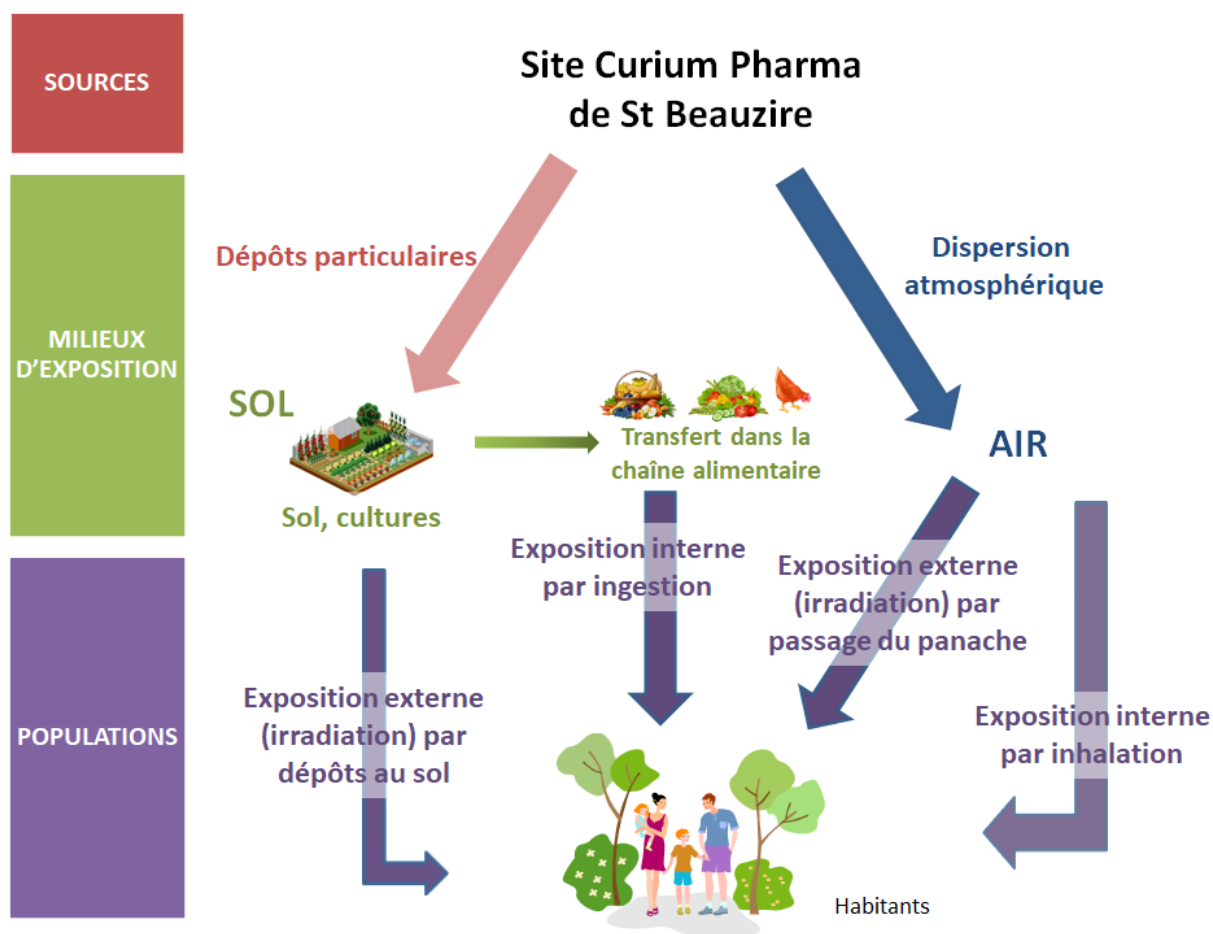 SOURCES
Site Curium Pharma
de St Beauzire
Dépôts particulaires
Dispersion
atmosphérique
MILIEUX
D'EXPOSITION
SOL
Sol, cultures
Transfert dans la
chaîne alimentaire
AIR
POPULATIONS
Exposition externe
(irradiation) par
dépôts au sol
Exposition interne
par ingestion
Exposition externe
(irradiation) par
passage du panache
Exposition interne
par inhalation
Habitants